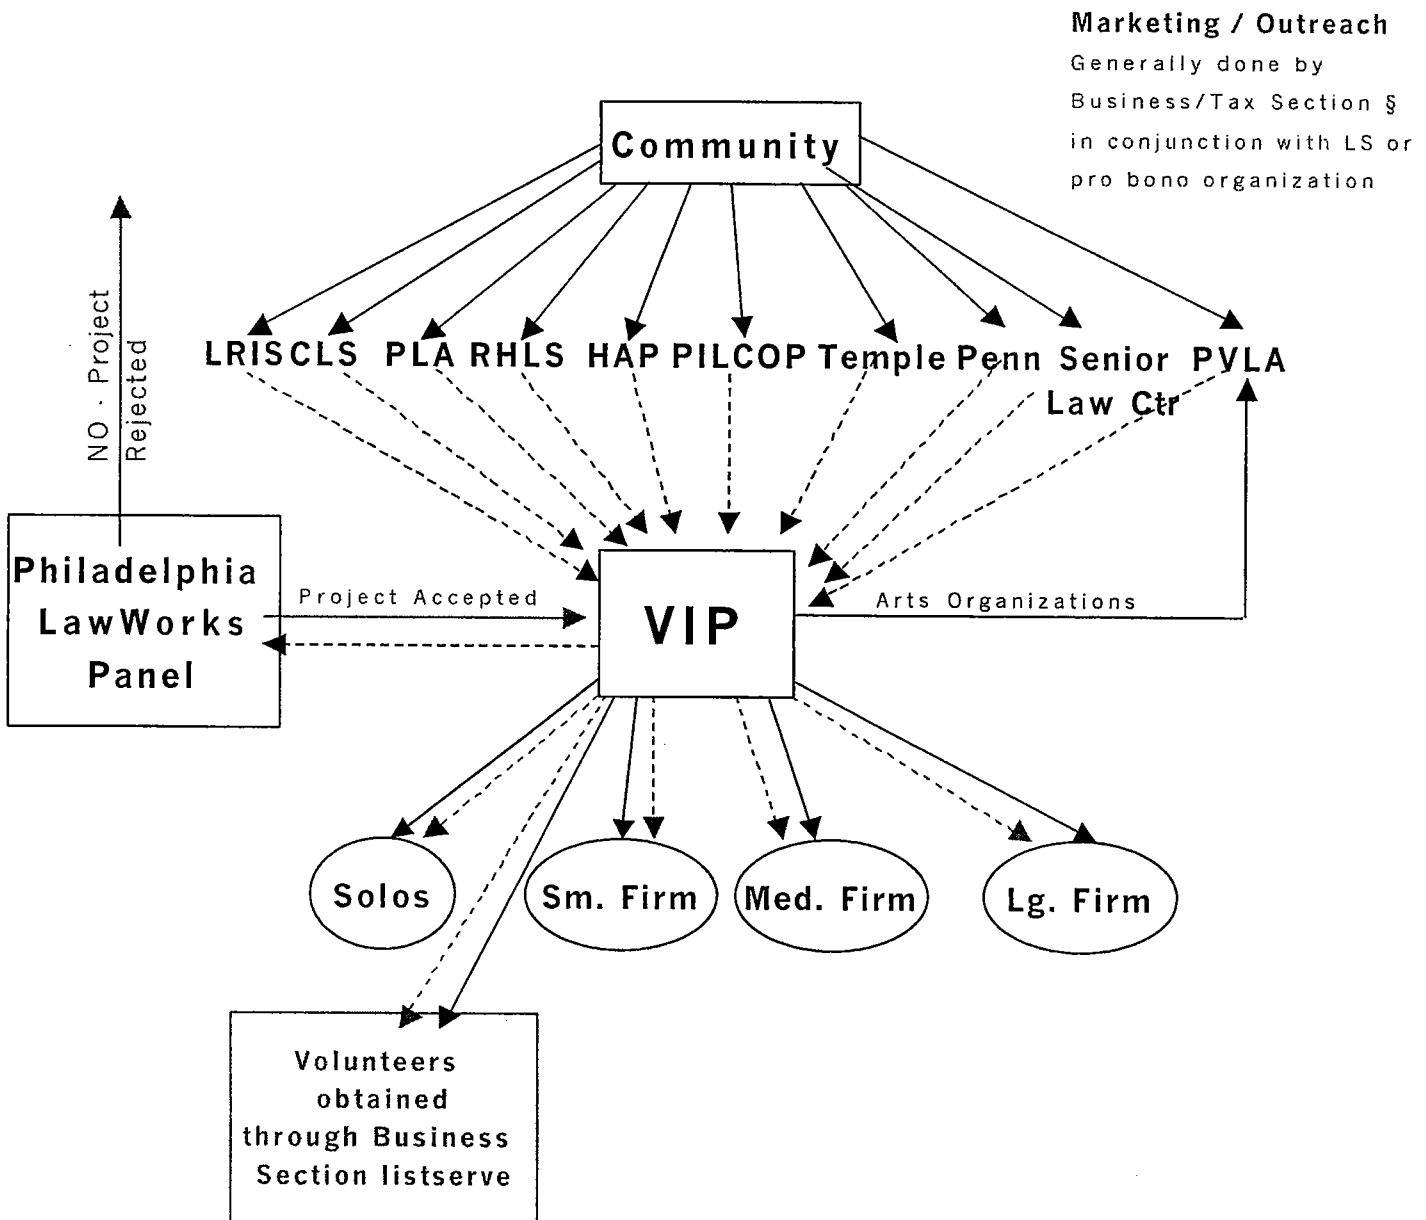 Marketing / Outreach
Generally done by
Business/Tax Section §
in conjunction with LS or
pro bono organization
Community
NO - Project
Rejected
LRIS CLS PLA RHLS HAP PILCOP Temple Penn Senior PVLA
Law Ctr
Philadelphia
LawWorks
Panel
Project Accepted
VIP
Arts Organizations
Solos
Sm. Firm
Med. Firm
Lg. Firm
Volunteers
obtained
through Business
Section listserve